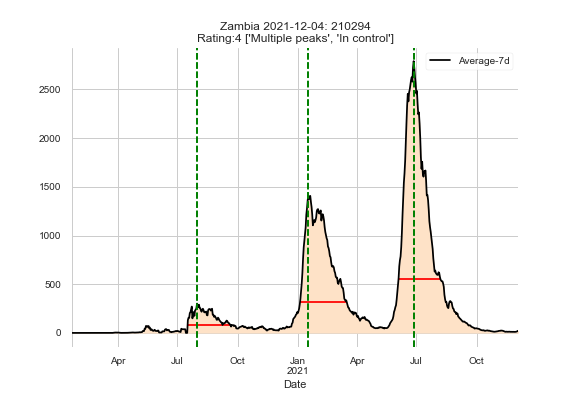 Zambia 2021-12-04: 210294
Rating:4 ['Multiple peaks', 'In control']
Average-7d
2500
2000
1500
1000
500
0
Apr Jul Oct Jan Apr Jul Oct
2021
Date